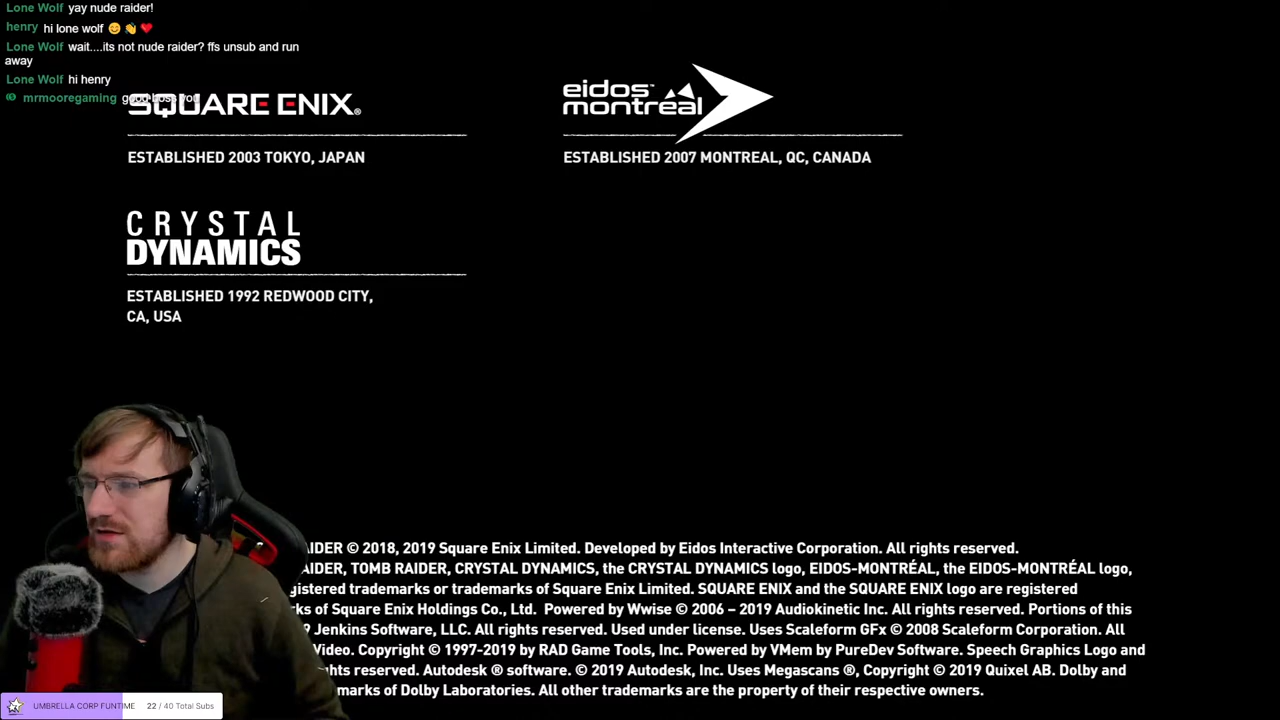 Lone Wolf yay nude raider!
henry hi lone wolf 😊 👋 ❤️
Lone Wolf wait....its not nude raider? ffs unsub and run
away
Lone Wolf hi henry
mrmooregaming good boss you
SQUARE ENIX®
ESTABLISHED 2003 TOKYO, JAPAN
eidos™
montréal
ESTABLISHED 2007 MONTREAL, QC, CANADA
CRYSTAL
DYNAMICS
ESTABLISHED 1992 REDWOOD CITY,
CA, USA
AIDER © 2018, 2019 Square Enix Limited. Developed by Eidos Interactive Corporation. All rights reserved.
AIDER, TOMB RAIDER, CRYSTAL DYNAMICS, the CRYSTAL DYNAMICS logo, EIDOS-MONTRÉAL, the EIDOS-MONTRÉAL logo,
gistered trademarks or trademarks of Square Enix Limited. SQUARE ENIX and the SQUARE ENIX logo are registered
ks of Square Enix Holdings Co., Ltd. Powered by Wwise © 2006 – 2019 Audiokinetic Inc. All rights reserved. Portions of this
9 Jenkins Software, LLC. All rights reserved. Used under license. Uses Scaleform GFx © 2008 Scaleform Corporation. All
Video. Copyright © 1997-2019 by RAD Game Tools, Inc. Powered by VMem by PureDev Software. Speech Graphics Logo and
ghts reserved. Autodesk ® software. © 2019 Autodesk, Inc. Uses Megascans ®, Copyright © 2019 Quixel AB. Dolby and
marks of Dolby Laboratories. All other trademarks are the property of their respective owners.
UMBRELLA CORP FUNTIME 22 / 40 Total Subs